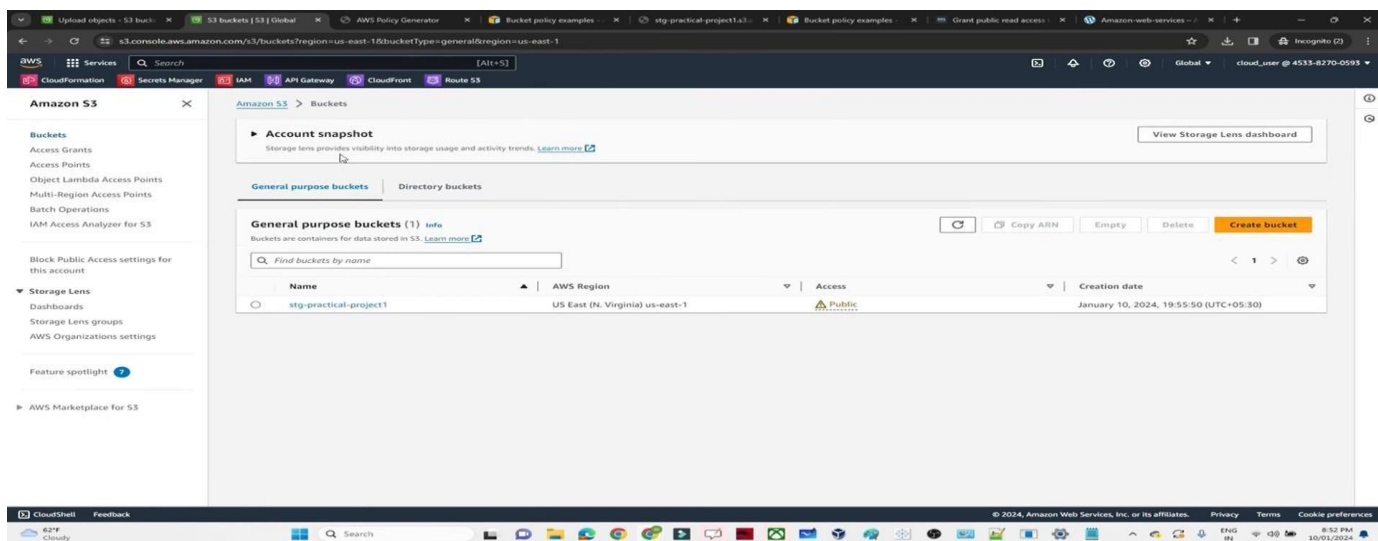 Upload objects - S3 buck
S3 buckets | S3 | Global
AWS Policy Generator
Bucket policy examples -
stg-practical-project1.s3.
Bucket policy examples -
Grant public read access
Amazon-web-services –
s3.console.aws.amazon.com/s3/buckets?region=us-east-1&bucketType=general&region=us-east-1
Incognito (2)
aws
Services
Search
[Alt+S]
Global
cloud_user @ 4533-8270-0593
CloudFormation
Secrets Manager
IAM
API Gateway
CloudFront
Route 53
Amazon S3
Buckets
Access Grants
Access Points
Object Lambda Access Points
Multi-Region Access Points
Batch Operations
IAM Access Analyzer for S3
Block Public Access settings for
this account
Storage Lens
Dashboards
Storage Lens groups
AWS Organizations settings
Feature spotlight 7
AWS Marketplace for S3
Amazon S3 > Buckets
Account snapshot
Storage lens provides visibility into storage usage and activity trends. Learn more
View Storage Lens dashboard
General purpose buckets
Directory buckets
General purpose buckets (1) Info
Buckets are containers for data stored in S3. Learn more
Copy ARN
Empty
Delete
Create bucket
Find buckets by name
< 1 >
Name
AWS Region
Access
Creation date
stg-practical-project1
US East (N. Virginia) us-east-1
Public
January 10, 2024, 19:55:50 (UTC+05:30)
CloudShell
Feedback
© 2024, Amazon Web Services, Inc. or its affiliates.
Privacy
Terms
Cookie preferences
62°F
Cloudy
Search
ENG
IN
8:52 PM
10/01/2024